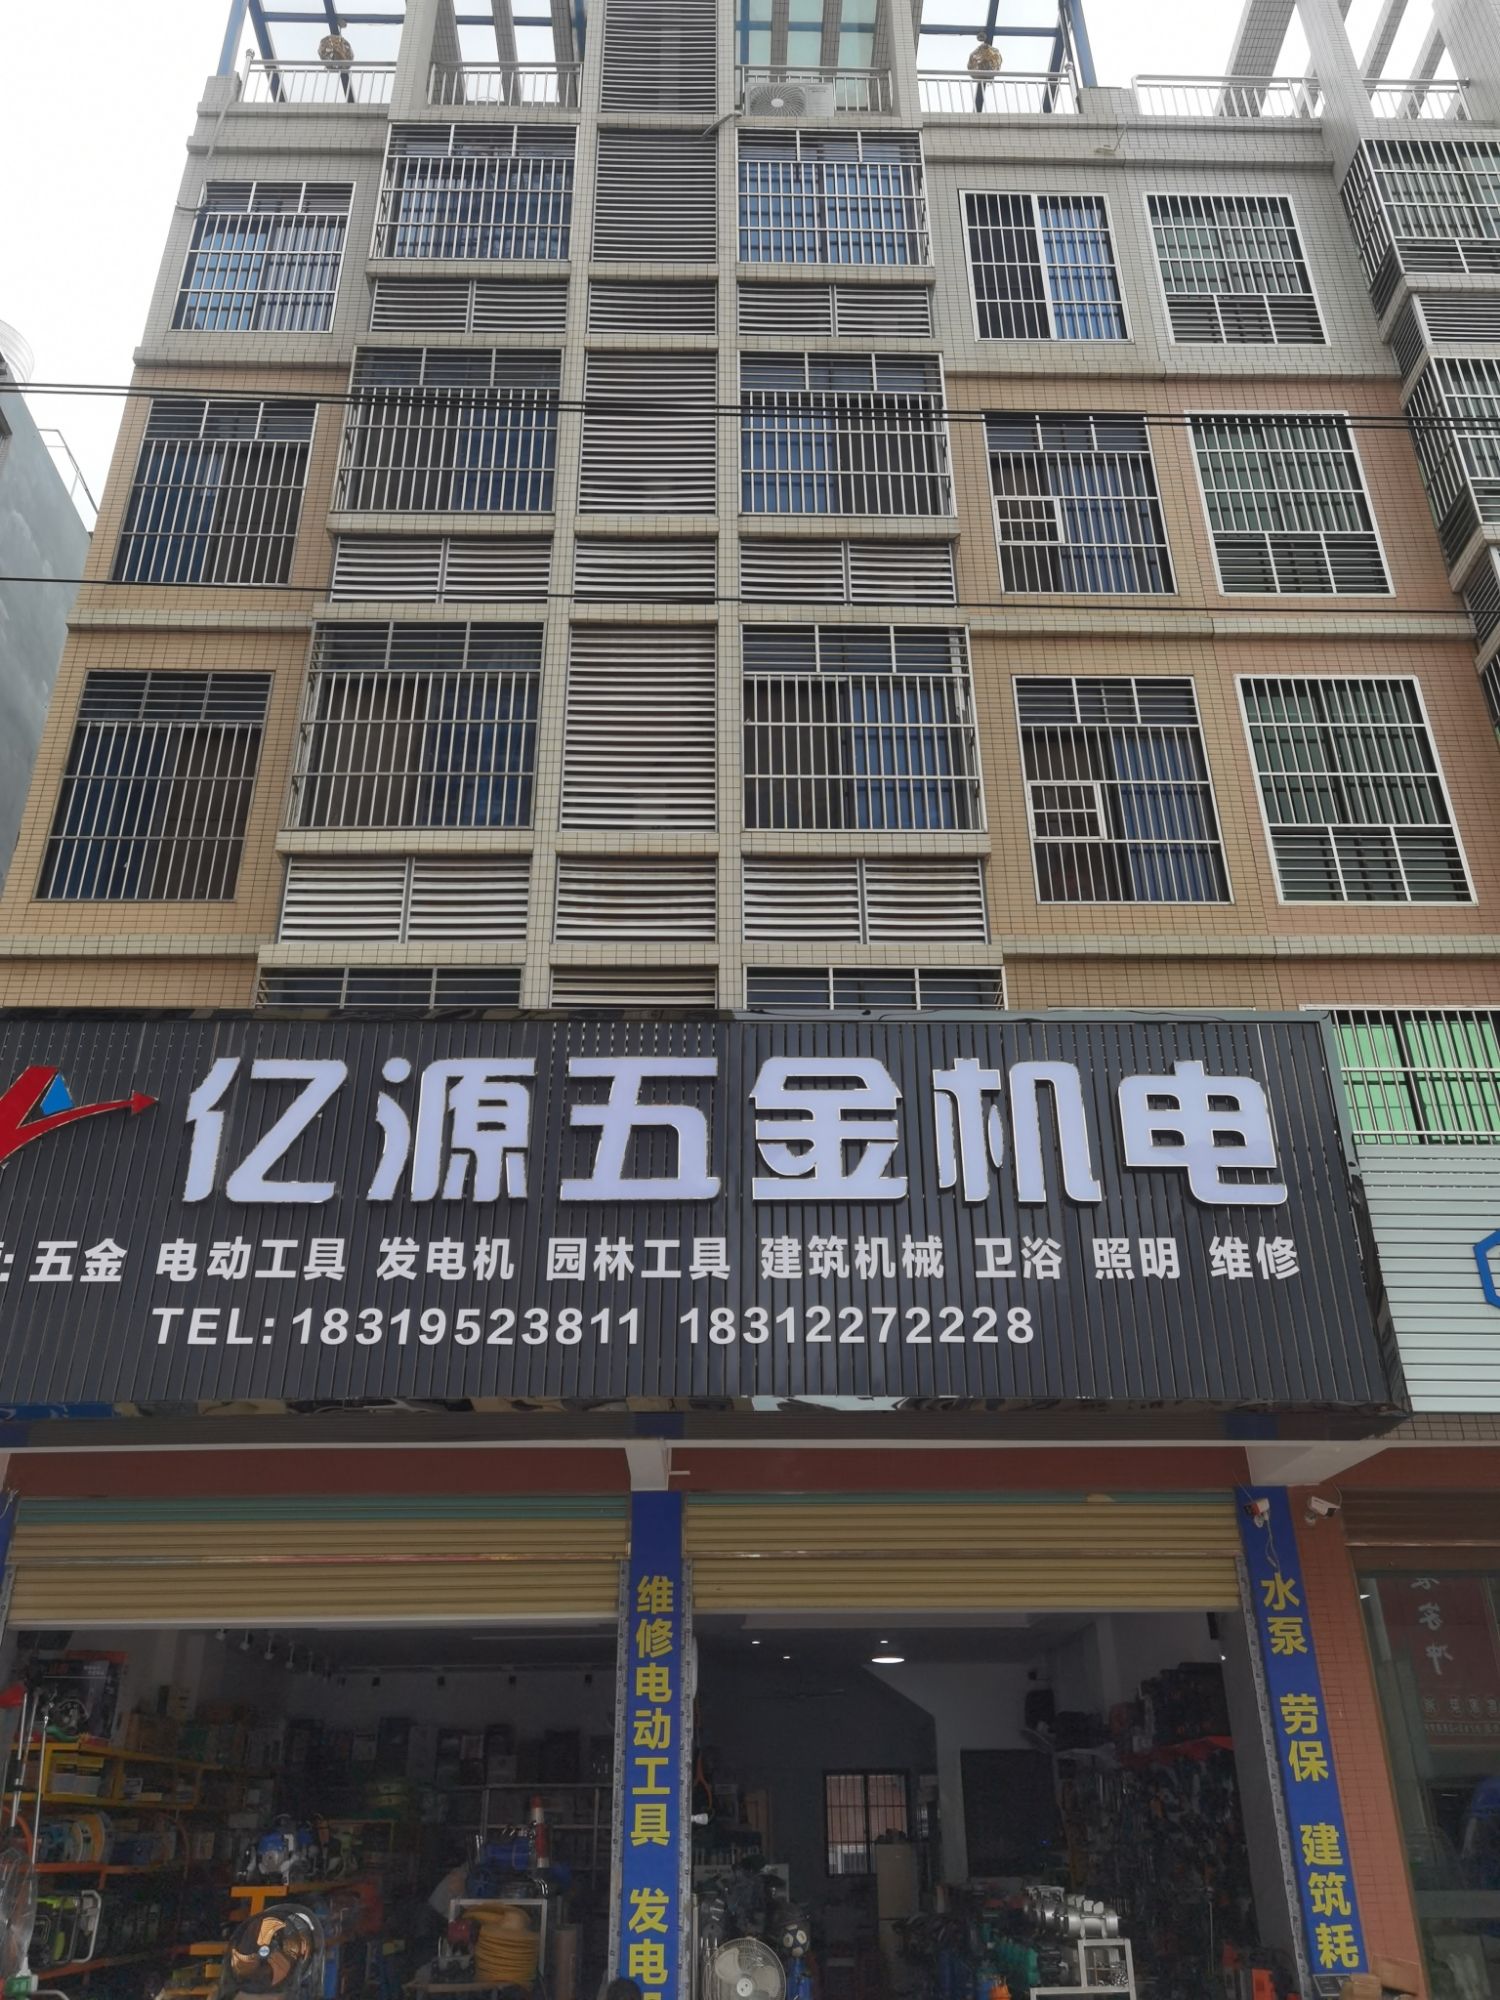 亿源五金机电
五金 电动工具 发电机 园林工具 建筑机械 卫浴 照明 维修
TEL: 18319523811 18312272228
维修电动工具 发电
水泵 劳保 建筑耗